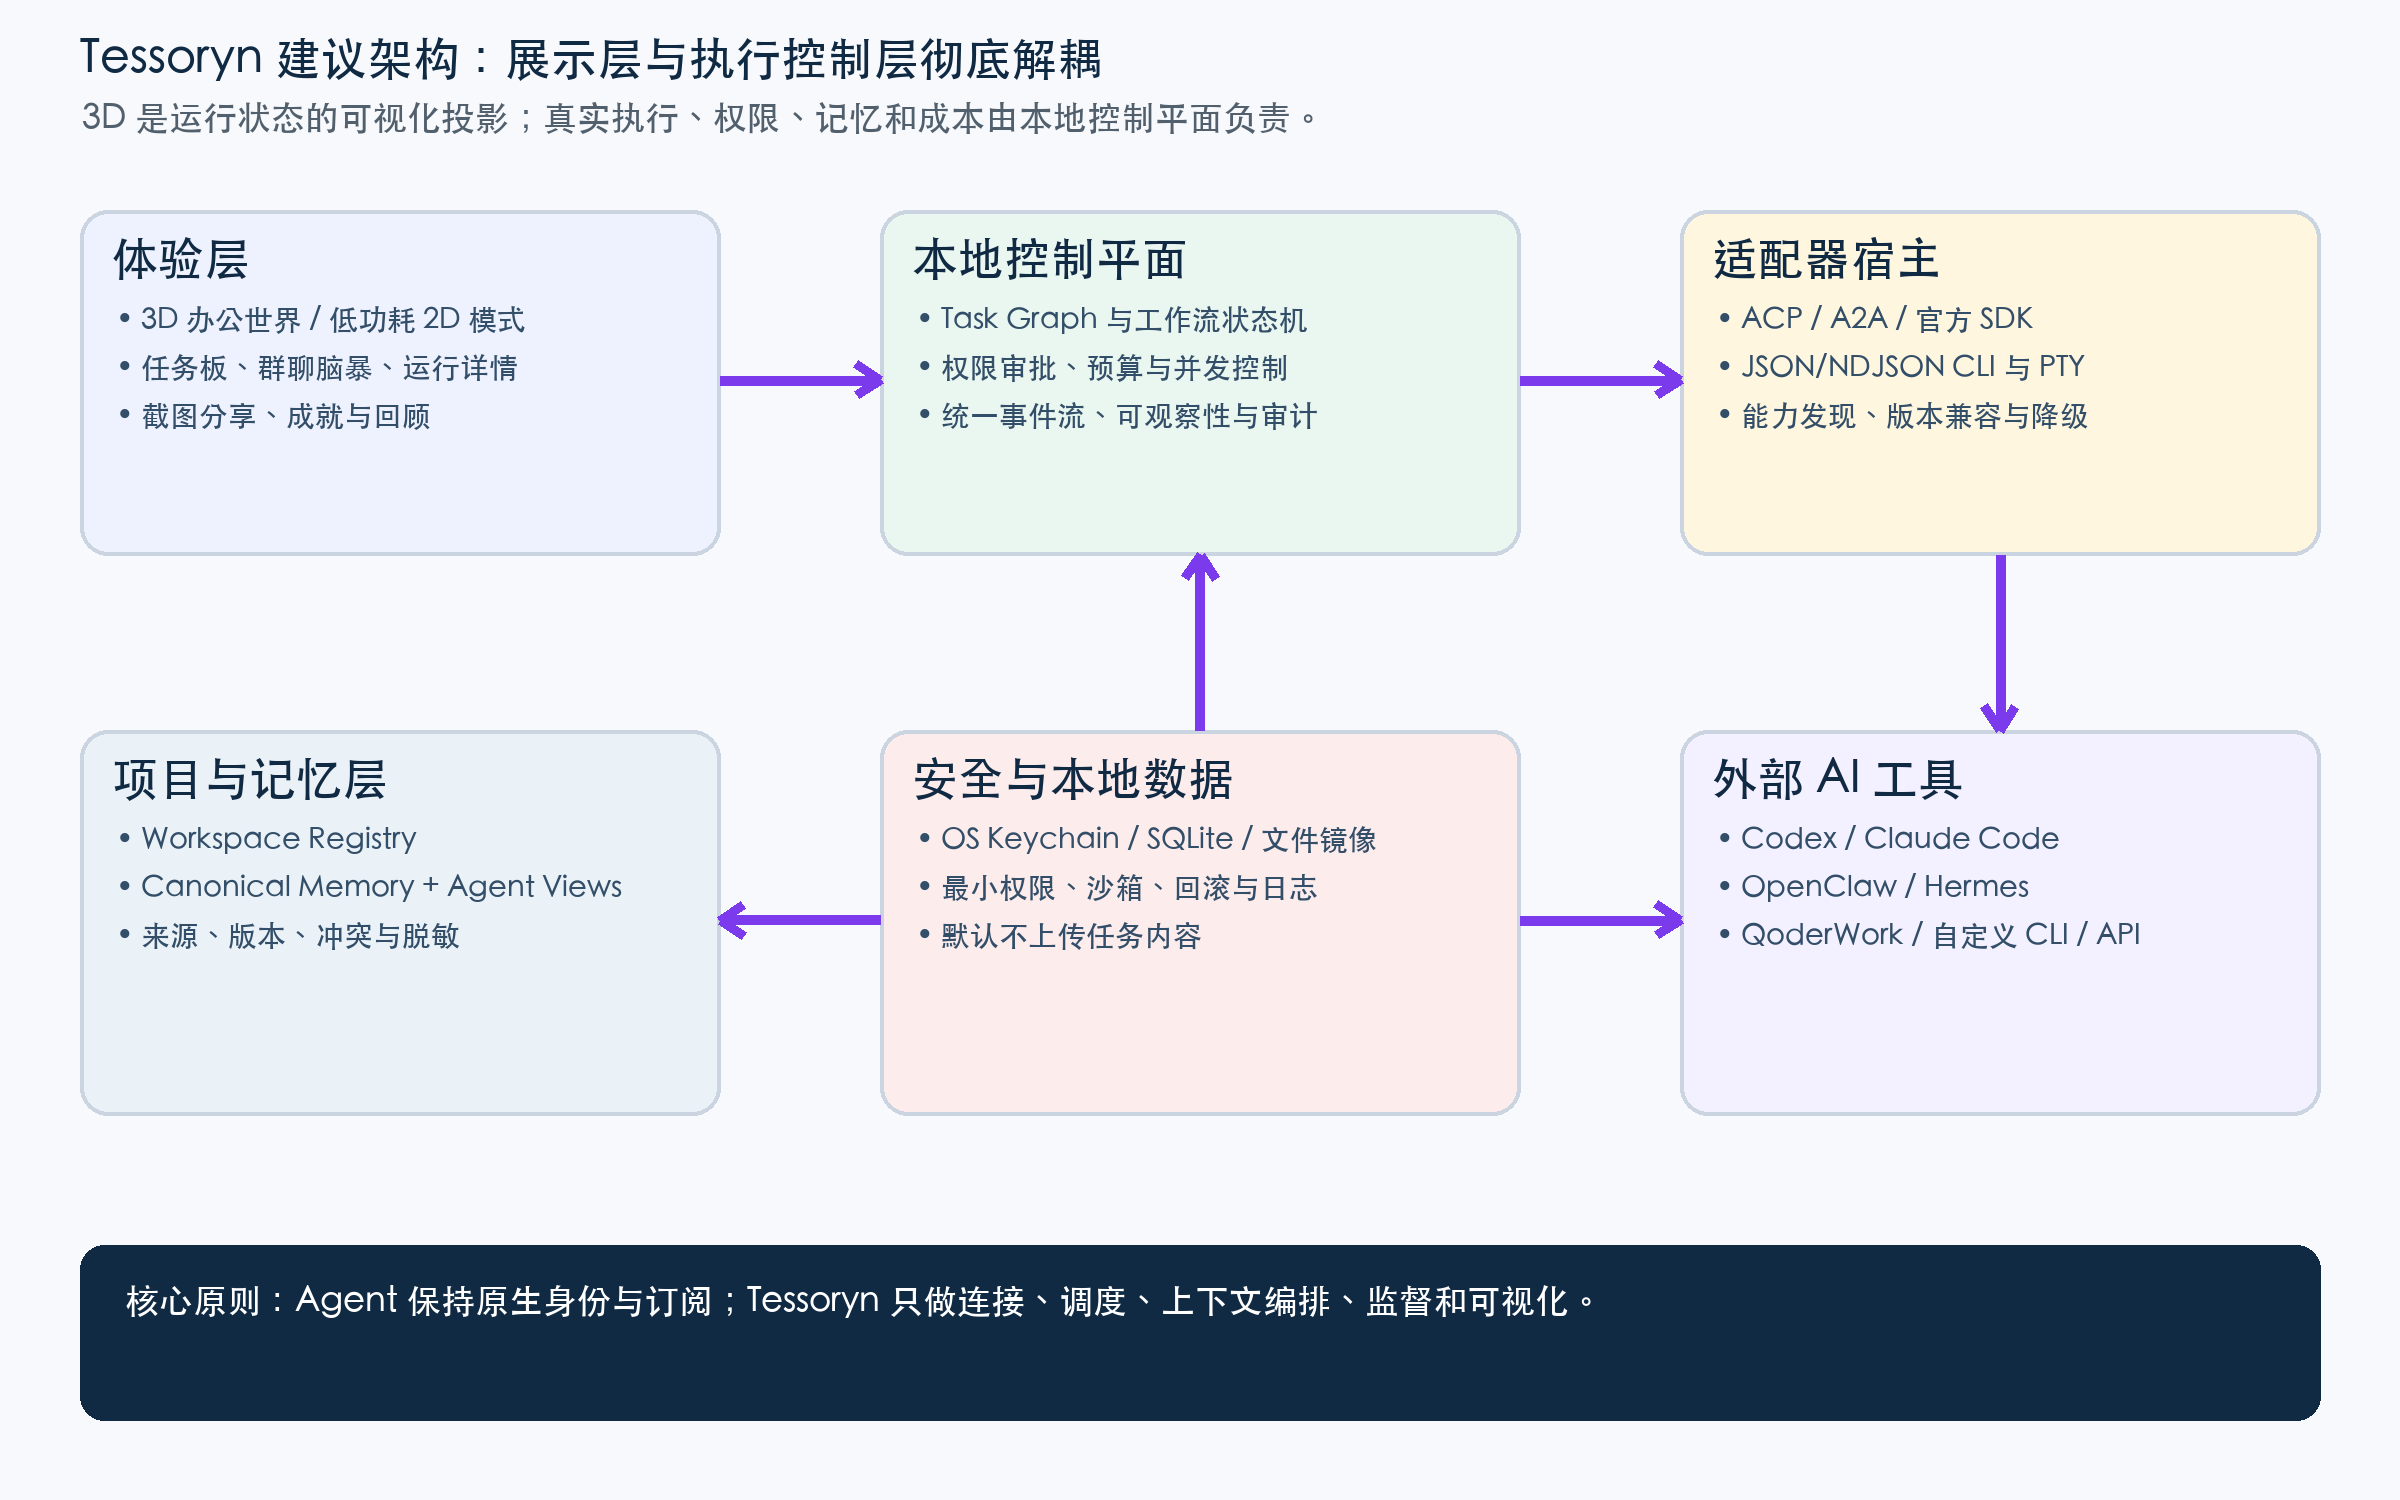 Tessoryn 建议架构：展示层与执行控制层彻底解耦
3D 是运行状态的可视化投影；真实执行、权限、记忆和成本由本地控制平面负责。
体验层
• 3D 办公世界 / 低功耗 2D 模式
• 任务板、群聊脑暴、运行详情
• 截图分享、成就与回顾
本地控制平面
• Task Graph 与工作流状态机
• 权限审批、预算与并发控制
• 统一事件流、可观察性与审计
适配器宿主
• ACP / A2A / 官方 SDK
• JSON/NDJSON CLI 与 PTY
• 能力发现、版本兼容与降级
项目与记忆层
• Workspace Registry
• Canonical Memory + Agent Views
• 来源、版本、冲突与脱敏
安全与本地数据
• OS Keychain / SQLite / 文件镜像
• 最小权限、沙箱、回滚与日志
• 默认不上传任务内容
外部 AI 工具
• Codex / Claude Code
• OpenClaw / Hermes
• QoderWork / 自定义 CLI / API
核心原则：Agent 保持原生身份与订阅；Tessoryn 只做连接、调度、上下文编排、监督和可视化。